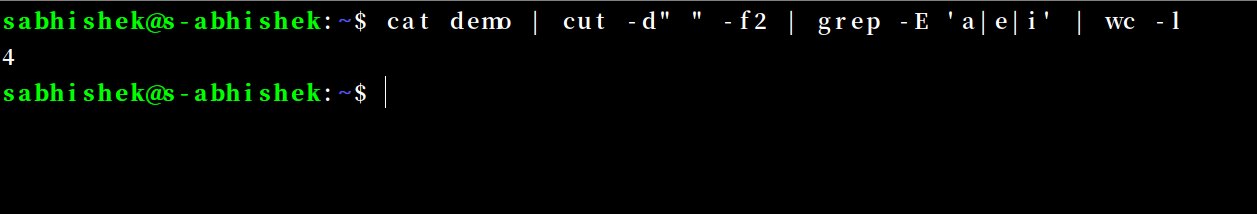 sabhishek@s-abhishek:~$ cat demo | cut -d" " -f2 | grep -E 'a|e|i' | wc -l
4
sabhishek@s-abhishek:~$